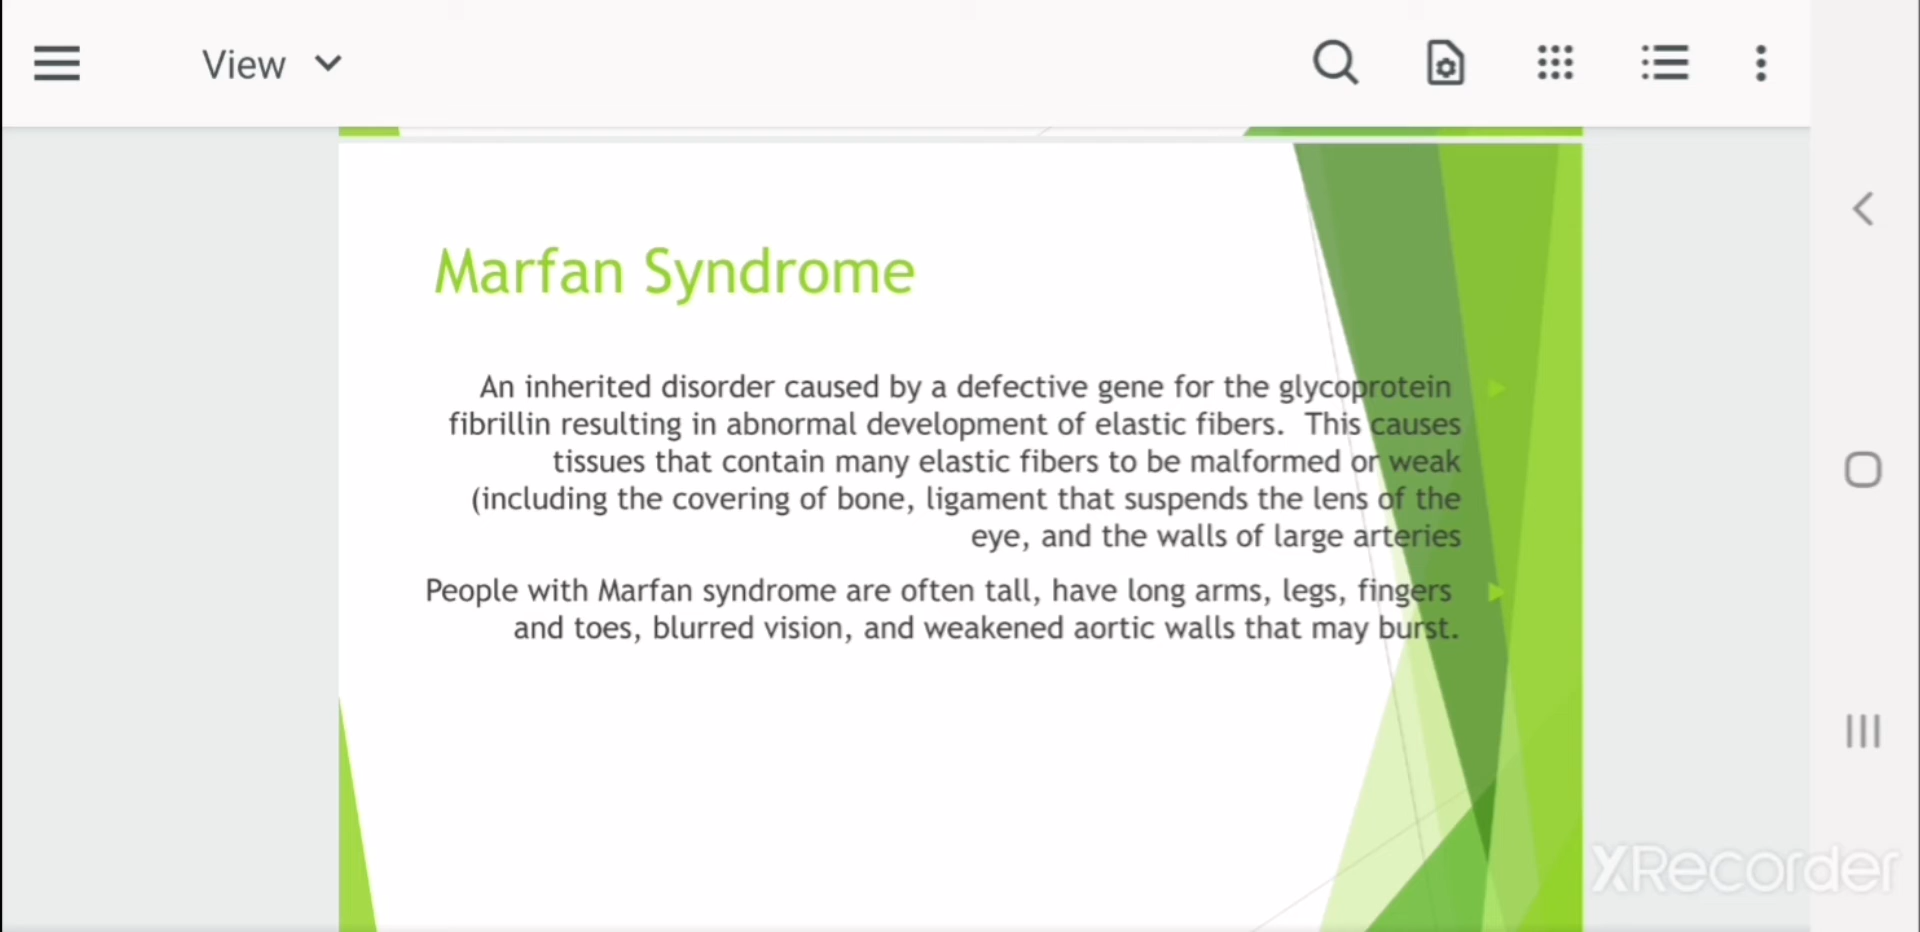 View
Marfan Syndrome
An inherited disorder caused by a defective gene for the glycoprotein
fibrillin resulting in abnormal development of elastic fibers.  This causes
tissues that contain many elastic fibers to be malformed or weak
(including the covering of bone, ligament that suspends the lens of the
eye, and the walls of large arteries
People with Marfan syndrome are often tall, have long arms, legs, fingers
and toes, blurred vision, and weakened aortic walls that may burst.
XRecorder